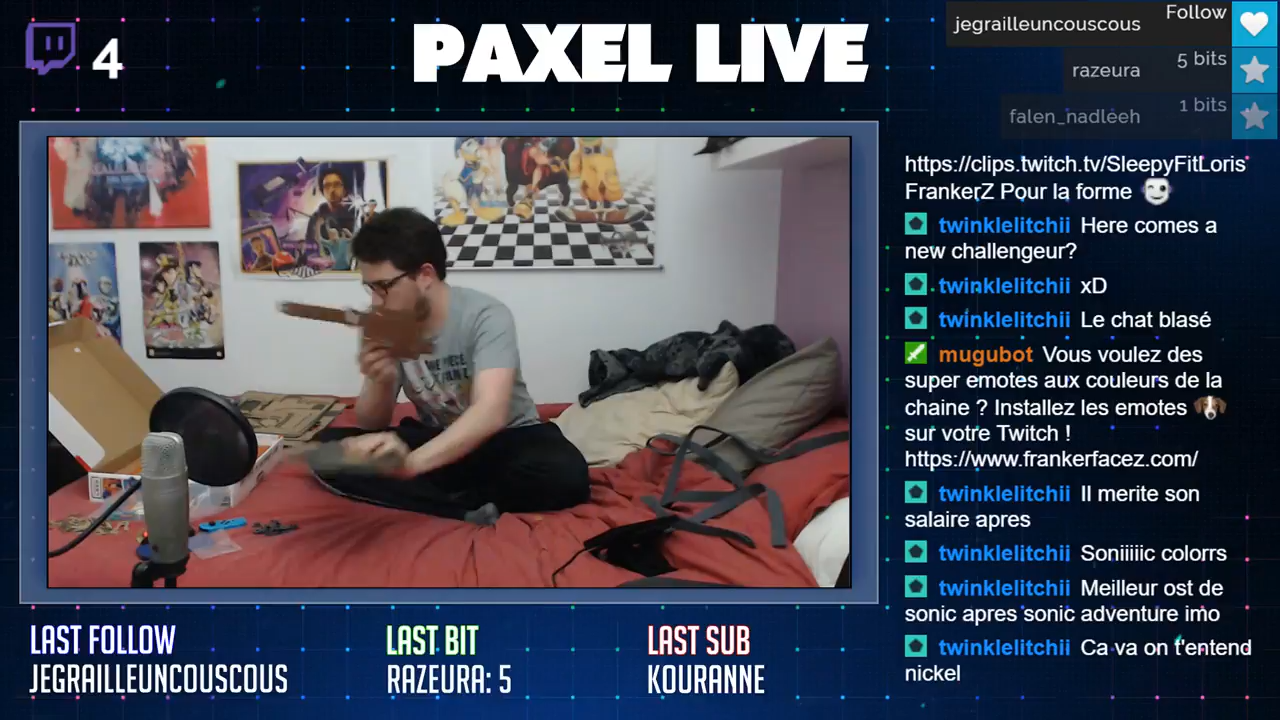 4
PAXEL LIVE
jegrailleuncouscous Follow
razeura 5 bits
falen_nadleeh 1 bits
https://clips.twitch.tv/SleepyFitLoris
FrankerZ Pour la forme
twinklelitchii Here comes a
new challengeur?
twinklelitchii xD
twinklelitchii Le chat blasé
mugubot Vous voulez des
super emotes aux couleurs de la
chaine ? Installez les emotes
sur votre Twitch !
https://www.frankerfacez.com/
twinklelitchii Il merite son
salaire apres
twinklelitchii Soniiiiic colorrs
twinklelitchii Meilleur ost de
sonic apres sonic adventure imo
twinklelitchii Ca va on t'entend
nickel
LAST FOLLOW
JEGRAILLEUNCOUSCOUS
LAST BIT
RAZEURA: 5
LAST SUB
KOURANNE